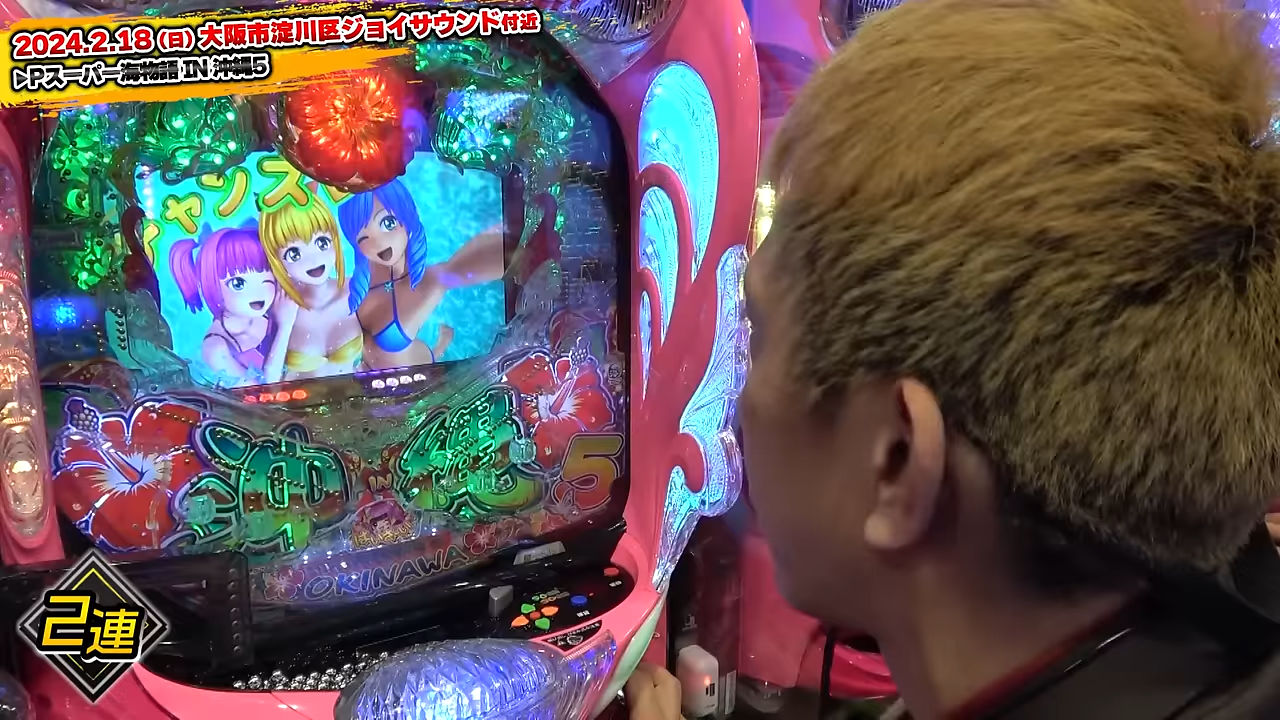 2024.2.18(日)大阪市淀川区ジョイサウンド付近
▷Pスーパー海物語 IN 沖縄5
チャンス
沖 IN 縄 5
OKINAWA
2連